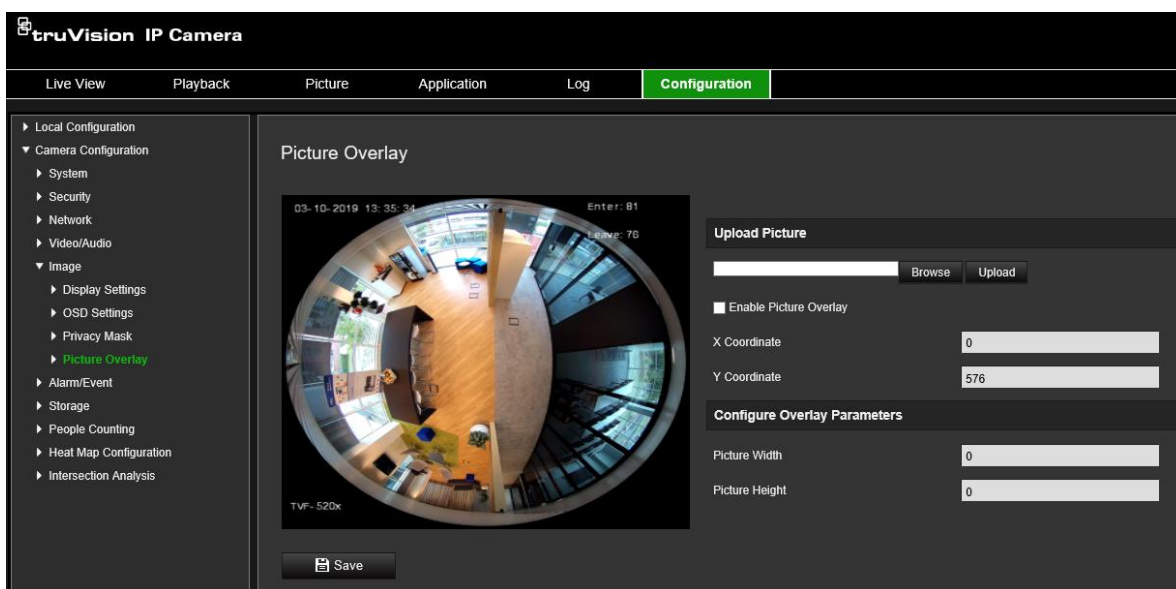 truVision IP Camera
Live View Playback Picture Application Log Configuration
Local Configuration
Camera Configuration
System
Security
Network
Video/Audio
Image
Display Settings
OSD Settings
Privacy Mask
Picture Overlay
Alarm/Event
Storage
People Counting
Heat Map Configuration
Intersection Analysis
Picture Overlay
03-10-2019 13:35:34
Enter: 81
Leave: 76
TVF-520x
Save
Upload Picture
Browse Upload
Enable Picture Overlay
X Coordinate 0
Y Coordinate 576
Configure Overlay Parameters
Picture Width 0
Picture Height 0